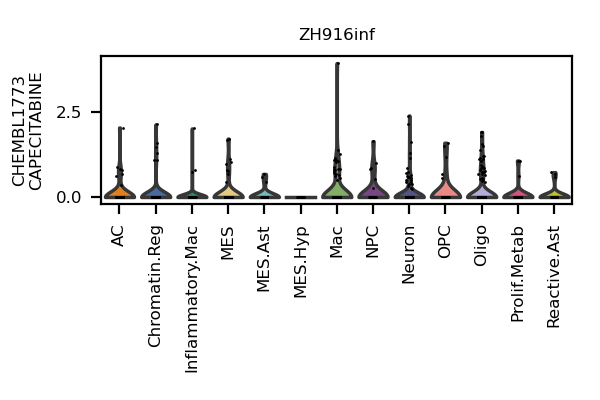 ZH916inf
CHEMBL1773
CAPECITABINE
2.5
0.0
AC
Chromatin.Reg
Inflammatory.Mac
MES
MES.Ast
MES.Hyp
Mac
NPC
Neuron
OPC
Oligo
Prolif.Metab
Reactive.Ast